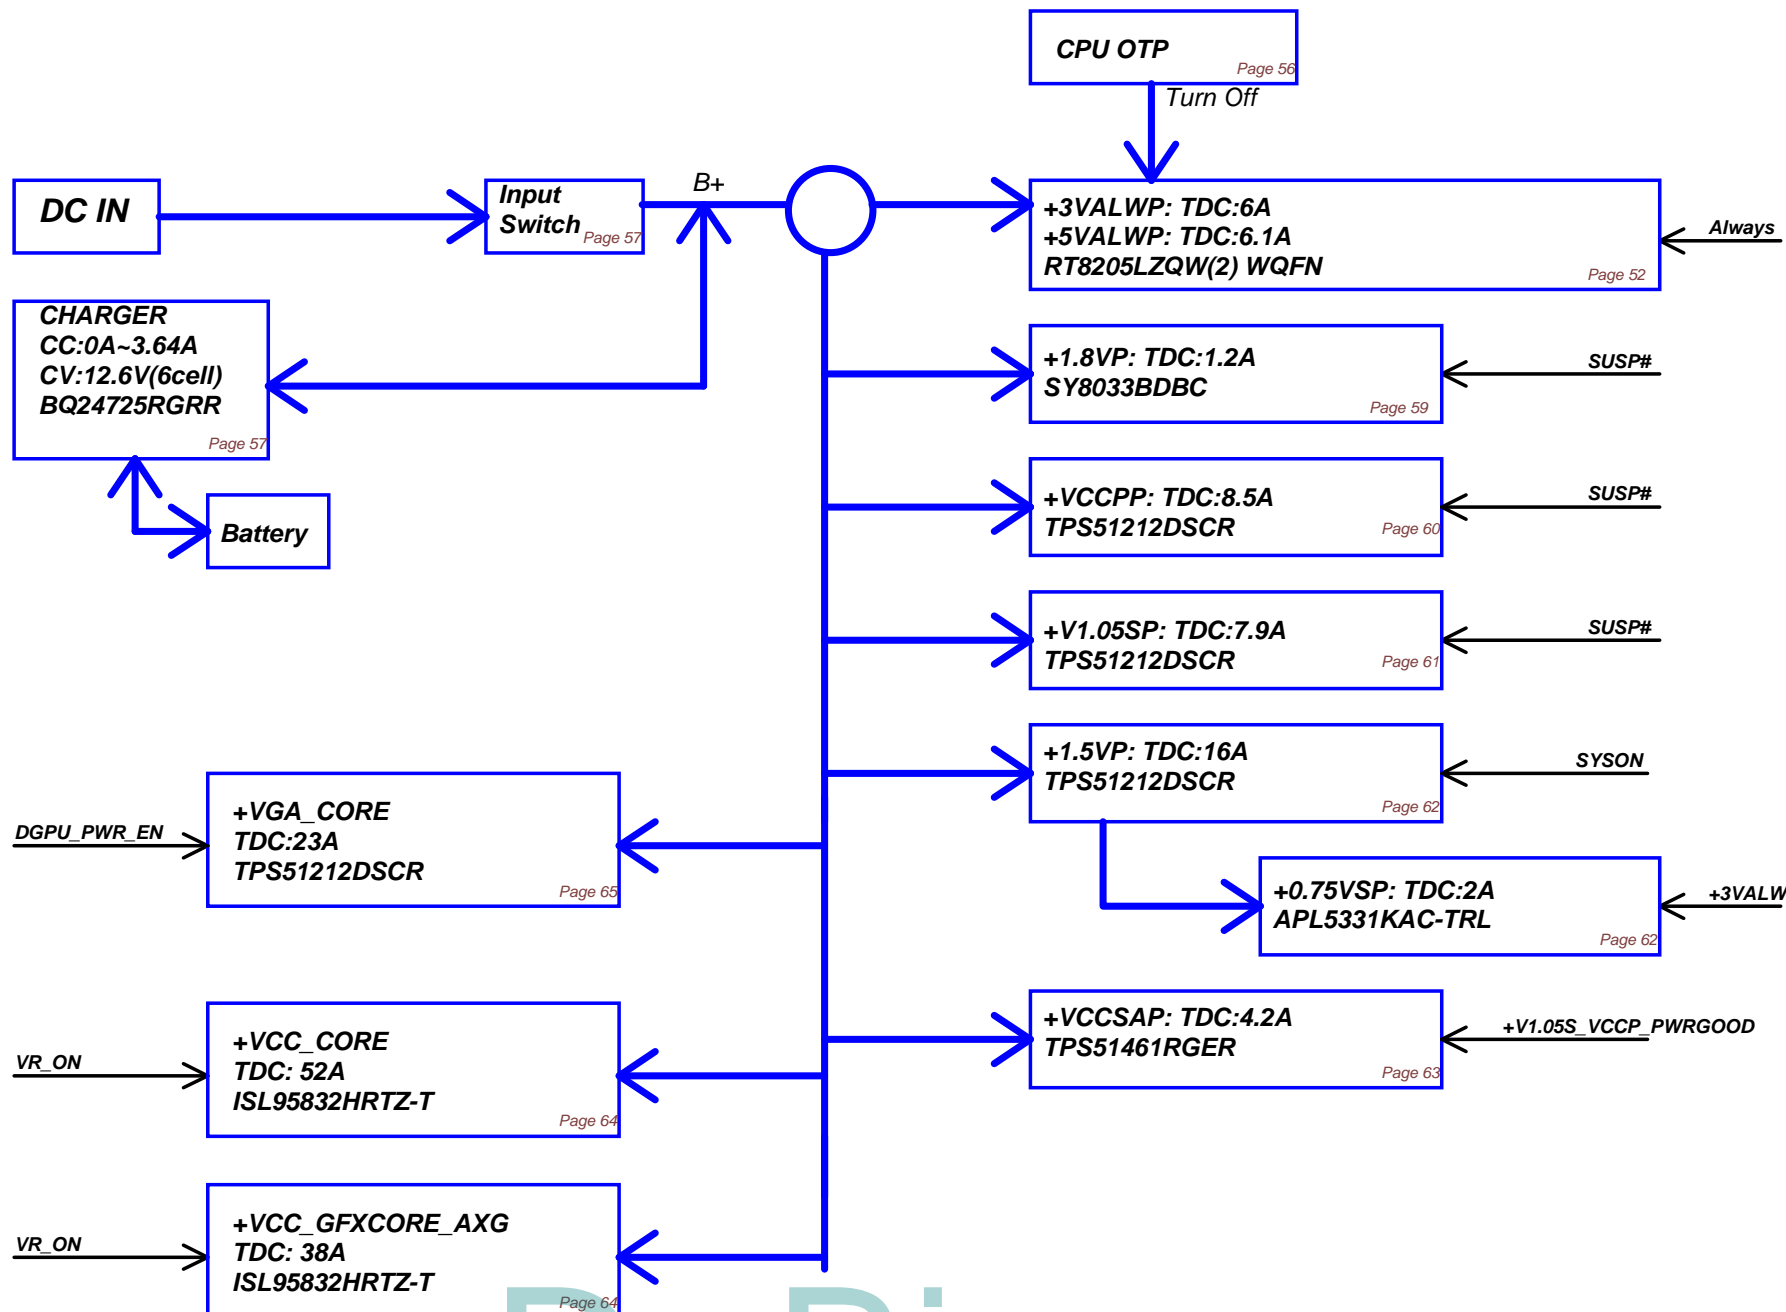 CPU OTP
Page 56
Turn Off
DC IN
Input
Switch
Page 57
B+
+3VALWP: TDC:6A
+5VALWP: TDC:6.1A
RT8205LZQW(2) WQFN
Page 52
Always
CHARGER
CC:0A~3.64A
CV:12.6V(6cell)
BQ24725RGRR
Page 57
Battery
+1.8VP: TDC:1.2A
SY8033BDBC
Page 59
SUSP#
+VCCPP: TDC:8.5A
TPS51212DSCR
Page 60
SUSP#
+V1.05SP: TDC:7.9A
TPS51212DSCR
Page 61
SUSP#
+1.5VP: TDC:16A
TPS51212DSCR
Page 62
SYSON
DGPU_PWR_EN
+VGA_CORE
TDC:23A
TPS51212DSCR
Page 65
+0.75VSP: TDC:2A
APL5331KAC-TRL
Page 62
+3VALW
VR_ON
+VCC_CORE
TDC: 52A
ISL95832HRTZ-T
Page 64
+VCCSAP: TDC:4.2A
TPS51461RGER
Page 63
+V1.05S_VCCP_PWRGOOD
VR_ON
+VCC_GFXCORE_AXG
TDC: 38A
ISL95832HRTZ-T
Page 64